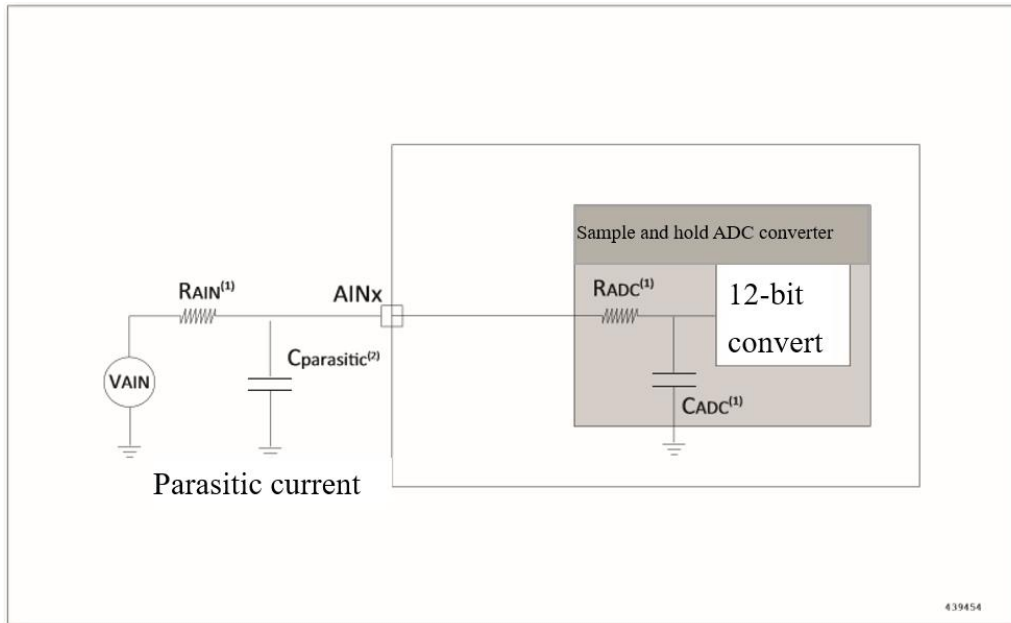 Sample and hold ADC converter
RAIN(1)
AINx
RADC(1)
12-bit
convert
Cparasitic(2)
VAIN
CADC(1)
Parasitic current
439454